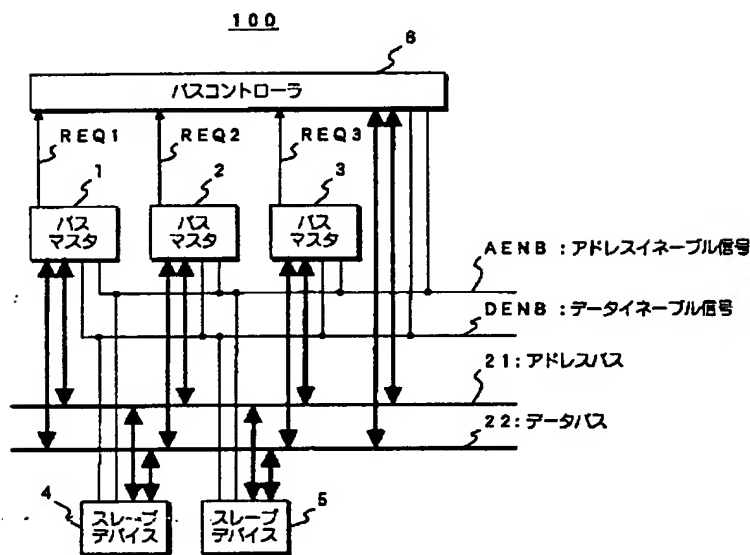 100
6
バスコントローラ
REQ1
REQ2
REQ3
1
2
3
バス
マスタ
バス
マスタ
バス
マスタ
AENB:アドレスイネーブル信号
DENB:データイネーブル信号
21:アドレスバス
22:データバス
4
スレーブ
デバイス
スレーブ
デバイス
5